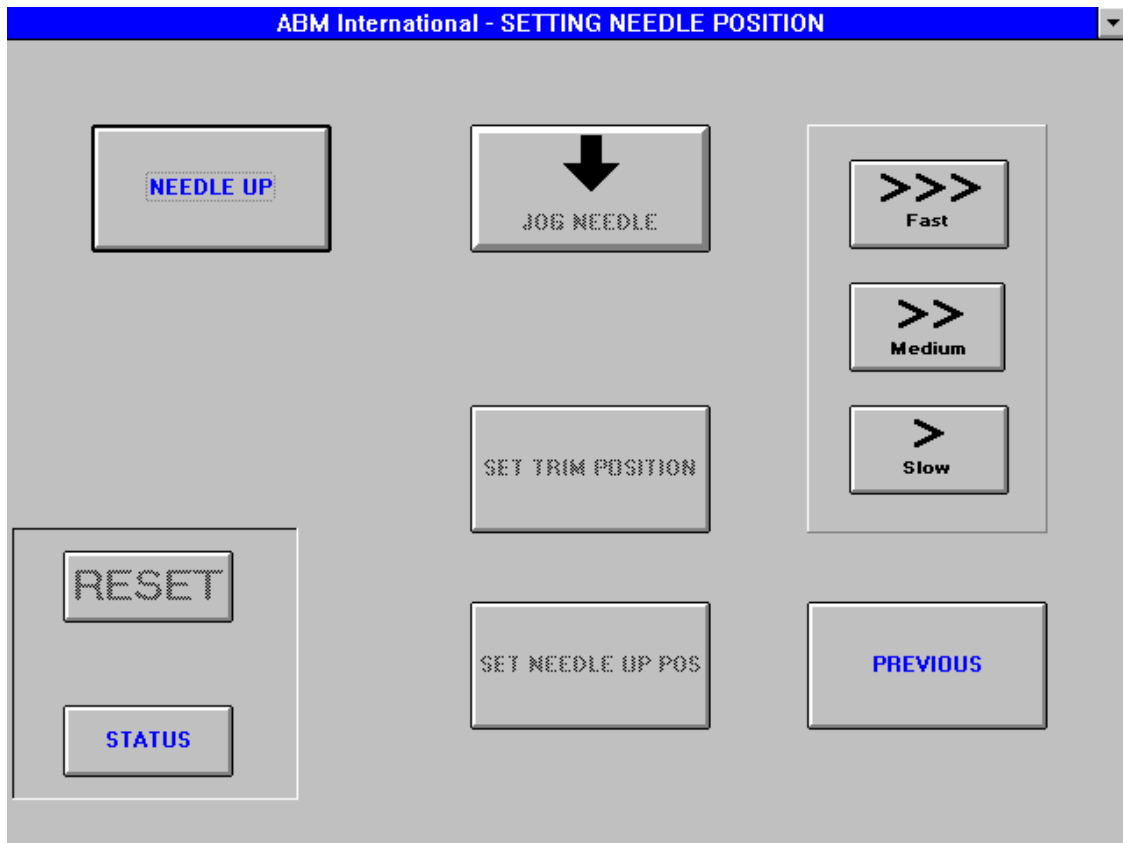 ABM International - SETTING NEEDLE POSITION
NEEDLE UP
JOG NEEDLE
>>>
Fast
>>
Medium
>
Slow
SET TRIM POSITION
RESET
SET NEEDLE UP POS
PREVIOUS
STATUS